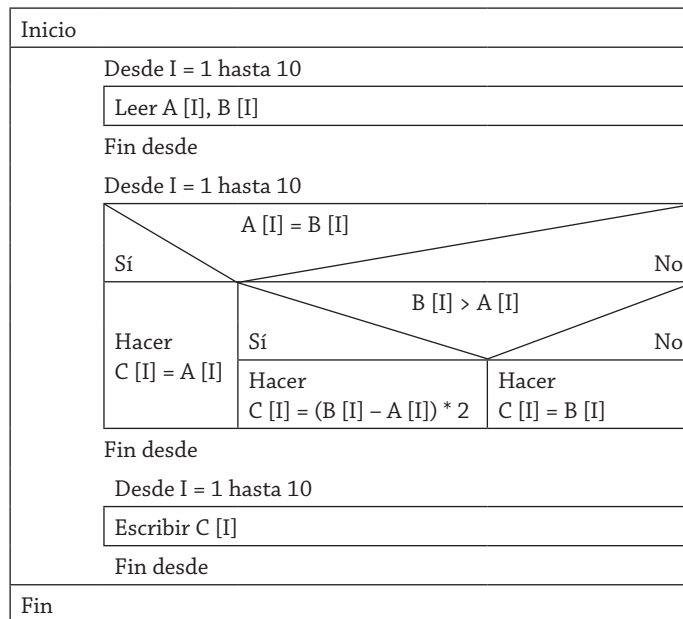 Inicio
Desde I = 1 hasta 10
Leer A [I], B [I]
Fin desde
Desde I = 1 hasta 10
A [I] = B [I]
Sí No
B [I] > A [I]
Sí No
Hacer
C [I] = A [I]
Hacer
C [I] = (B [I] – A [I]) * 2
Hacer
C [I] = B [I]
Fin desde
Desde I = 1 hasta 10
Escribir C [I]
Fin desde
Fin